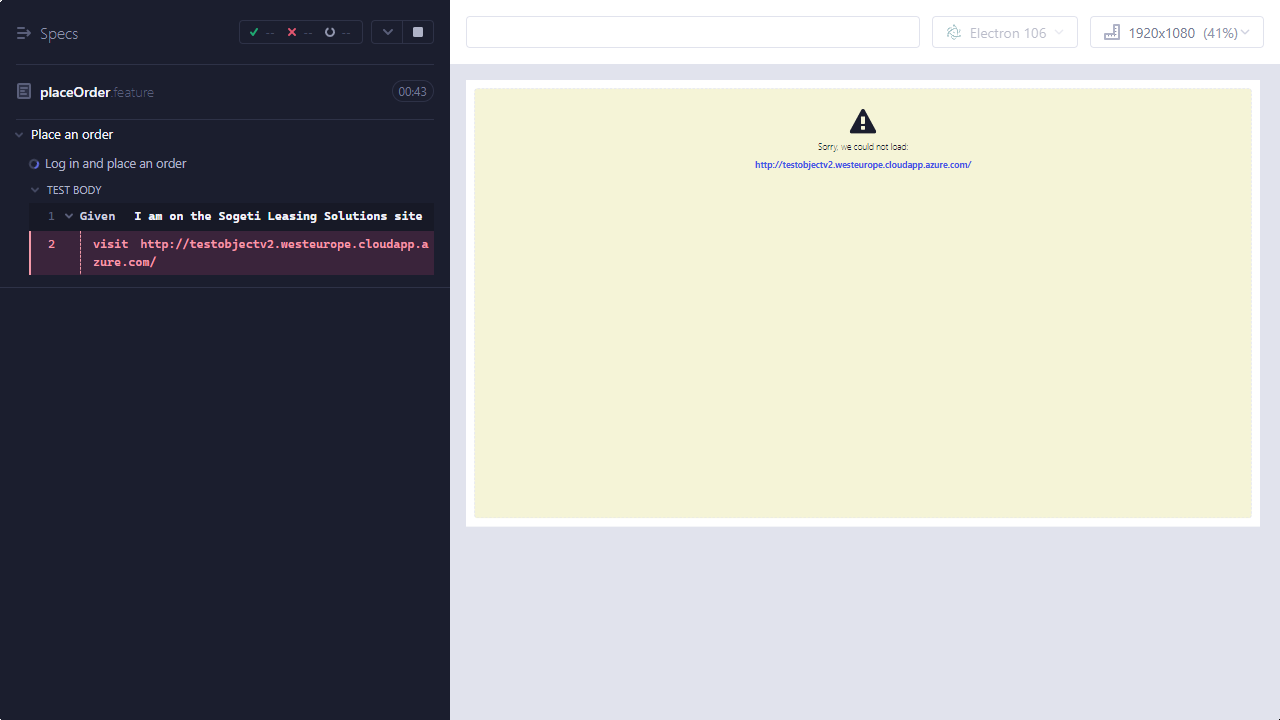 Specs
-- -- --
placeOrder.feature 00:43
Place an order
Log in and place an order
TEST BODY
1 Given I am on the Sogeti Leasing Solutions site
2 visit http://testobjectv2.westeurope.cloudapp.a
zure.com/
Electron 106
1920x1080 (41%)
Sorry, we could not load:
http://testobjectv2.westeurope.cloudapp.azure.com/